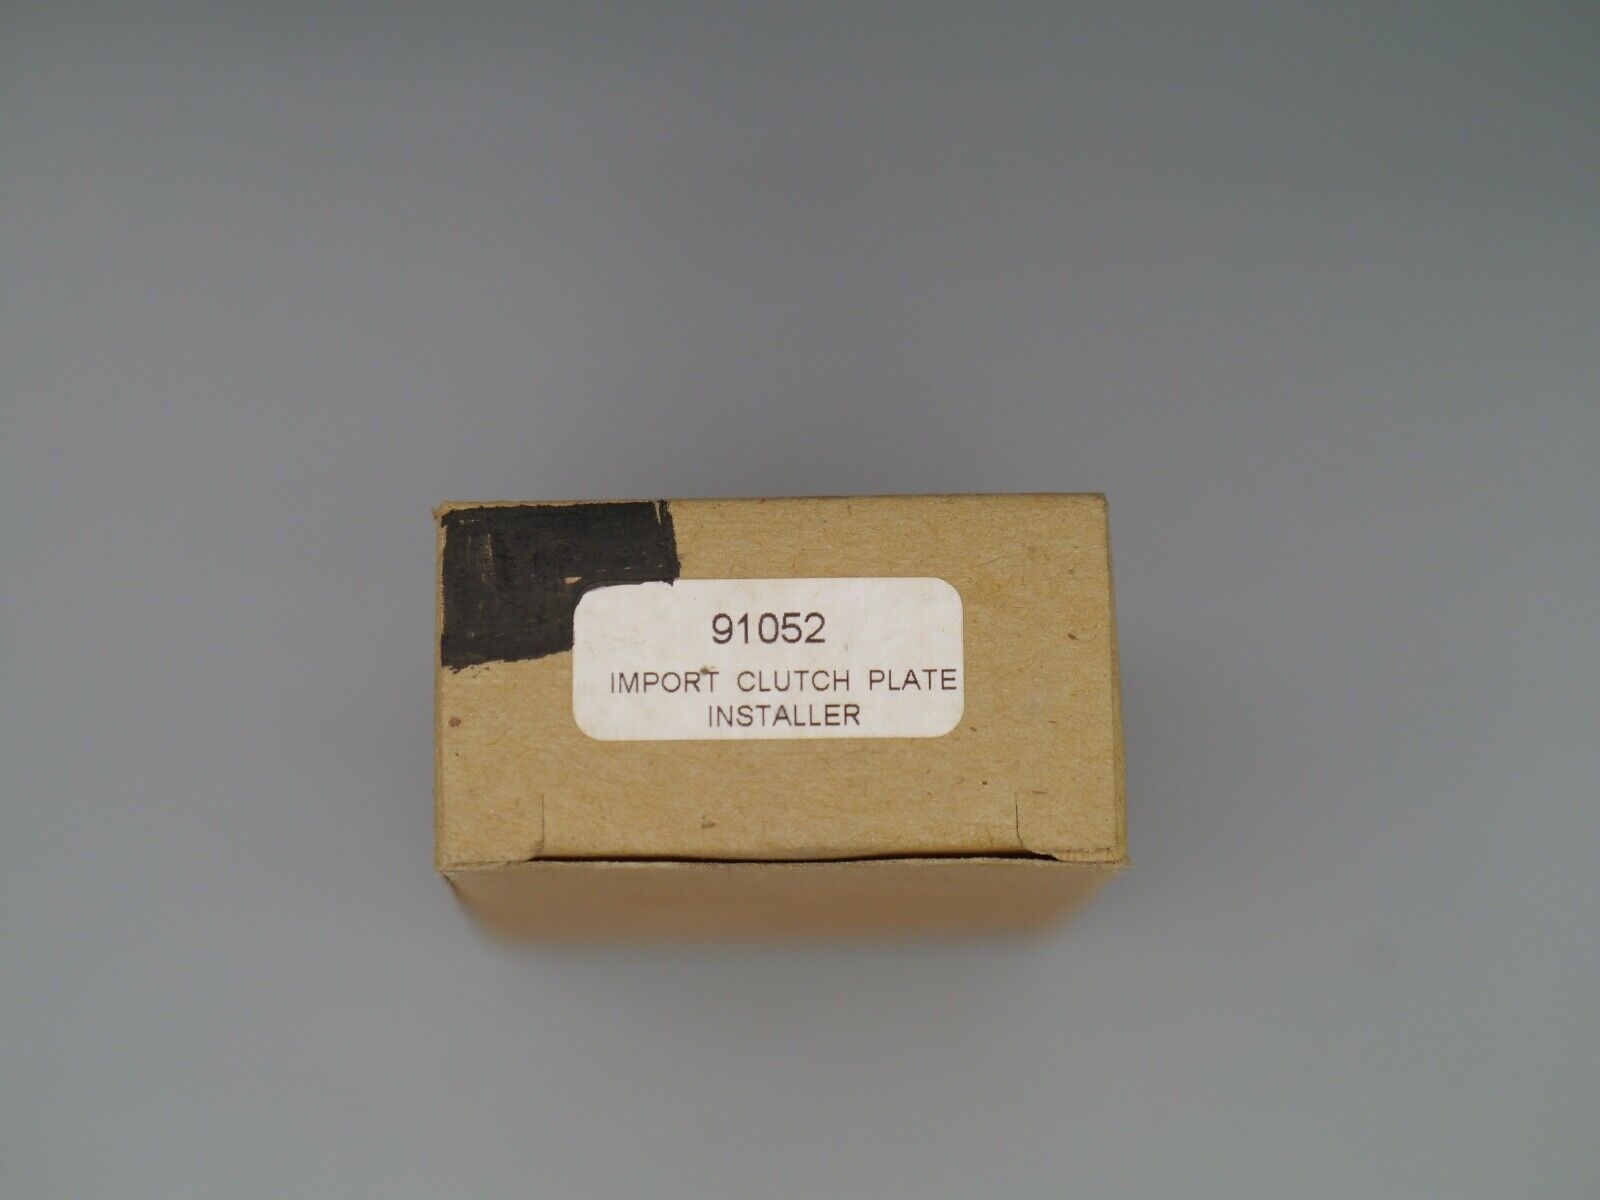 91052
IMPORT CLUTCH PLATE
INSTALLER